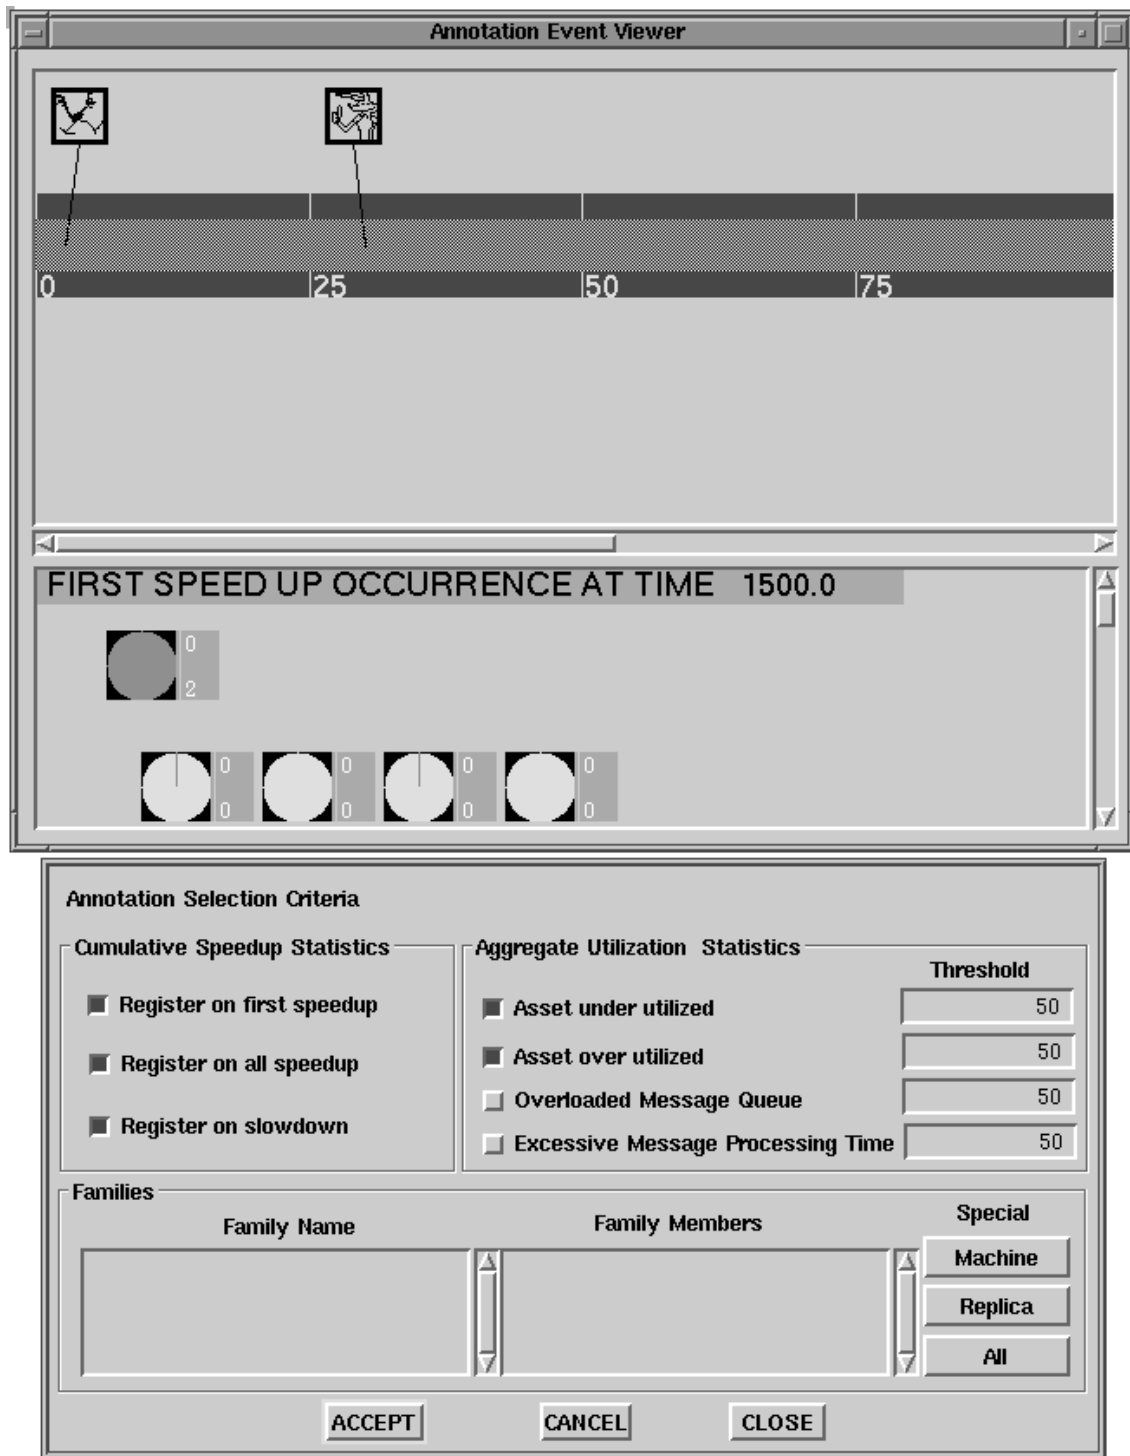 Annotation Event Viewer
0 25 50 75
FIRST SPEED UP OCCURRENCE AT TIME 1500.0
0
2
0 0 0 0
0 0 0 0
Annotation Selection Criteria
Cumulative Speedup Statistics
Register on first speedup
Register on all speedup
Register on slowdown
Aggregate Utilization Statistics
Threshold
Asset under utilized 50
Asset over utilized 50
Overloaded Message Queue 50
Excessive Message Processing Time 50
Families
Family Name Family Members Special
Machine
Replica
All
ACCEPT CANCEL CLOSE